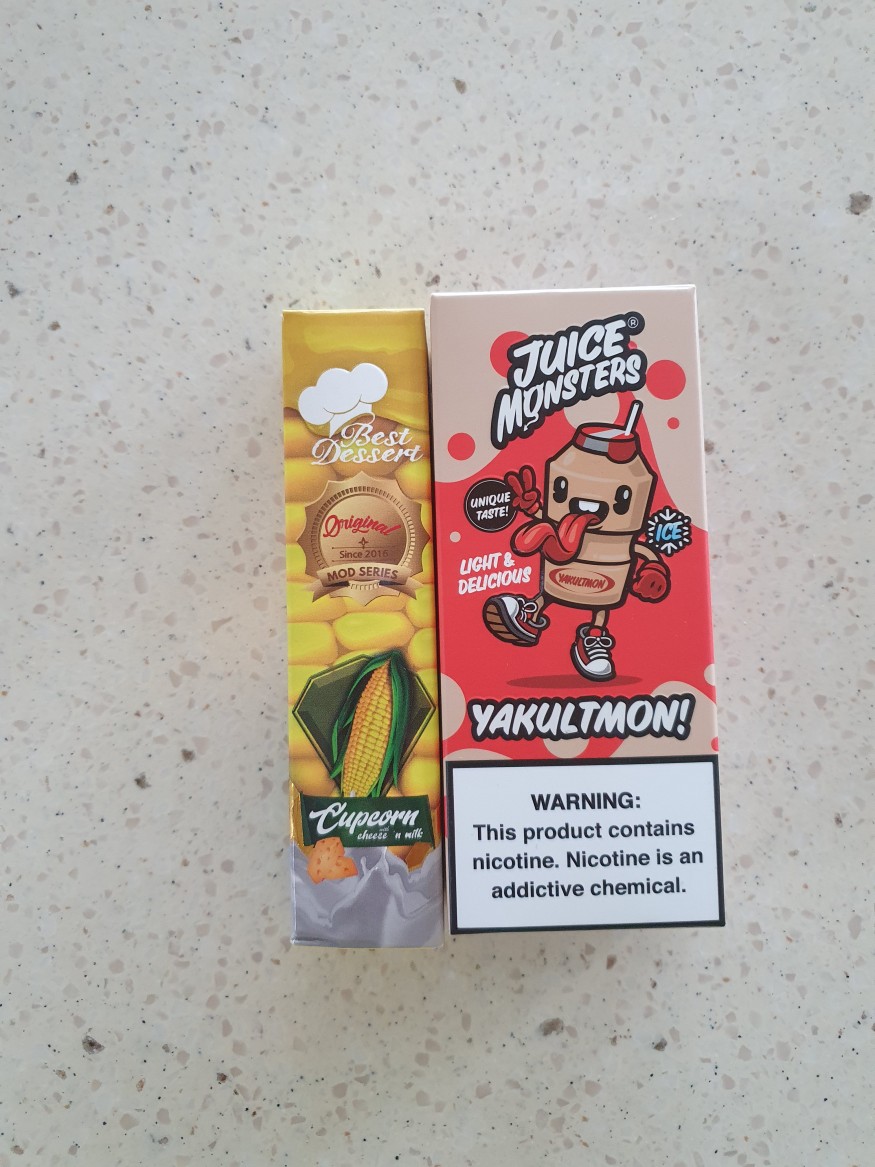 Best
Dessert
Original
Since 2016
MOD SERIES
Cupcorn
with
cheese 'n milk
JUICE®
MONSTERS
UNIQUE
TASTE!
ICE
LIGHT &
DELICIOUS
YAKULTMON
YAKULTMON!
WARNING:
This product contains
nicotine. Nicotine is an
addictive chemical.